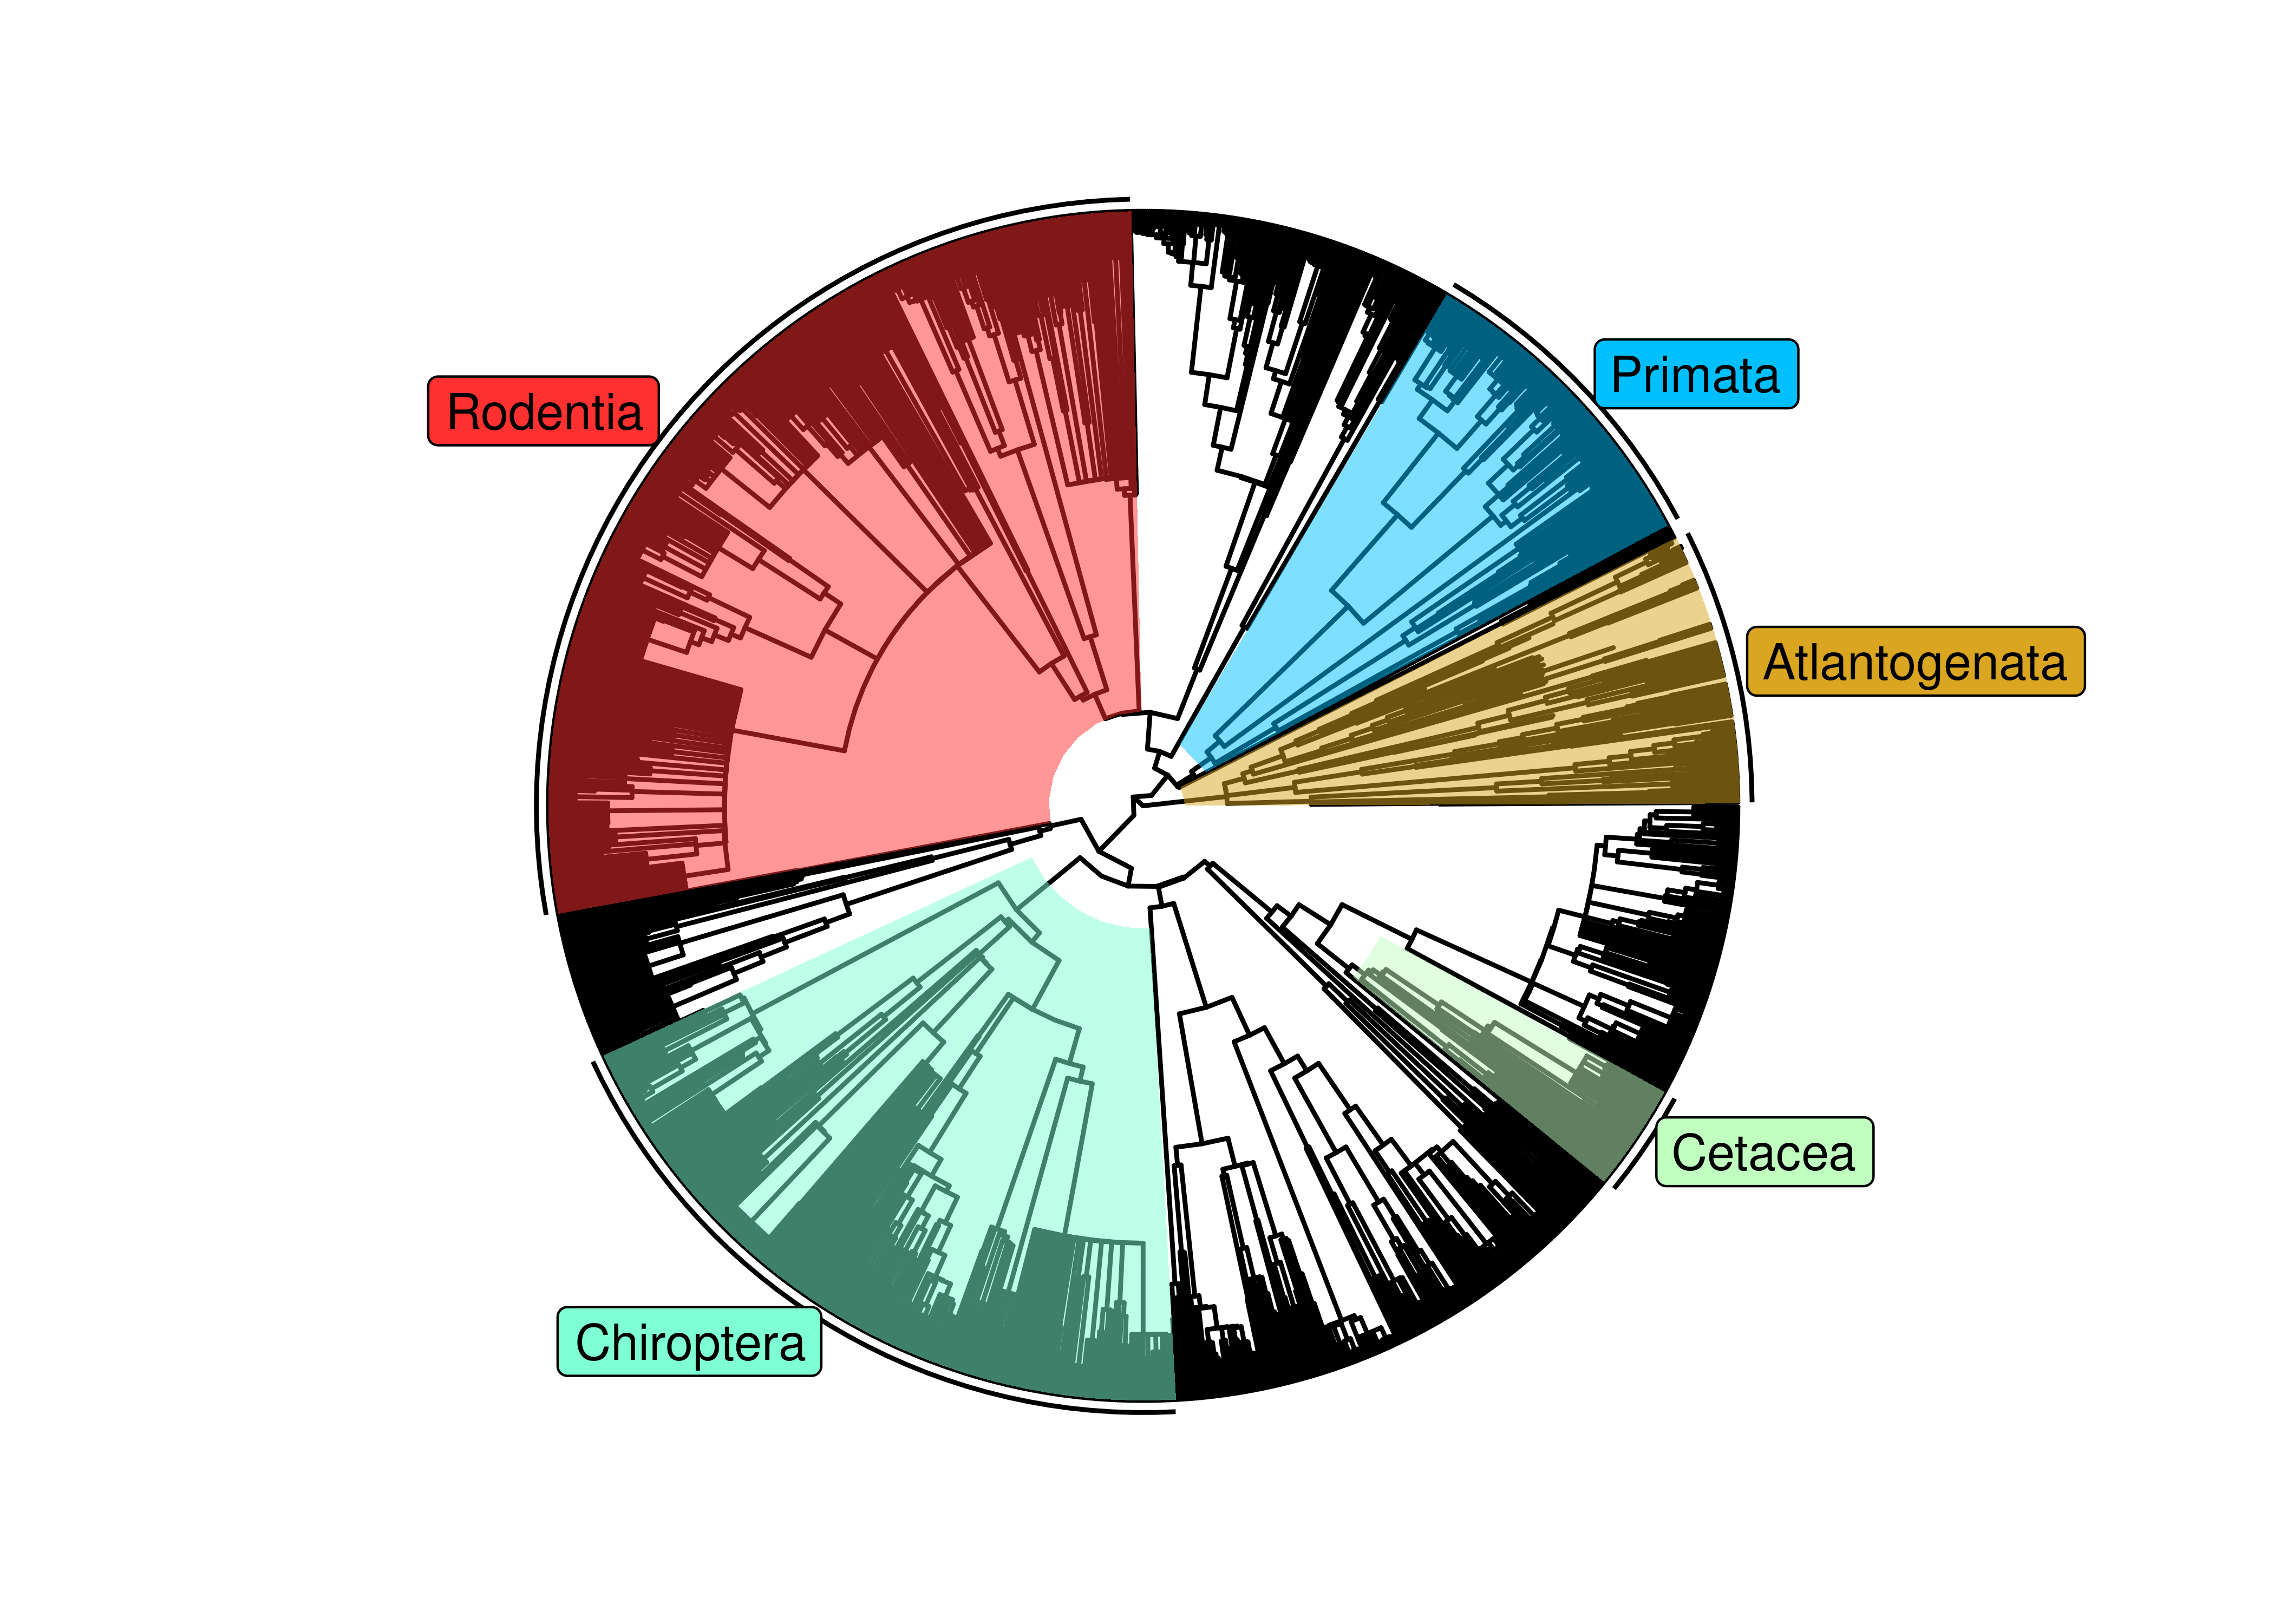 Primata
Rodentia
Atlantogenata
Cetacea
Chiroptera